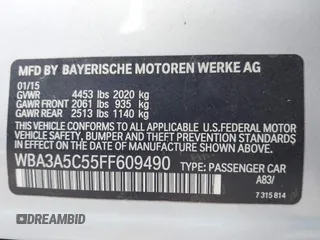 MFD BY BAYERISCHE MOTOREN WERKE AG
01/15
GVWR 4453 lbs 2020 kg
GAWR FRONT 2061 lbs 935 kg
GAWR REAR 2513 lbs 1140 kg
THIS VEHICLE CONFORMS TO ALL APPLICABLE U.S. FEDERAL MOTOR
VEHICLE SAFETY, BUMPER, AND THEFT PREVENTION STANDARDS IN
EFFECT ON THE DATE OF MANUFACTURE SHOWN ABOVE.
WBA3A5C55FF609490 TYPE: PASSENGER CAR
A83/
7 315 814
DEALER CENTER
AUTOBIDCAR